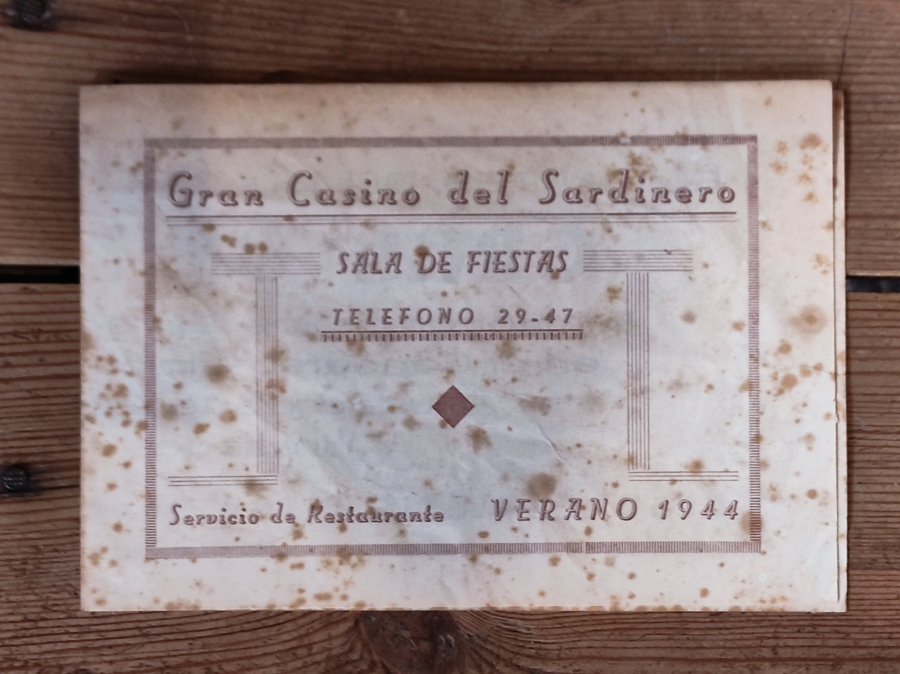 Gran Casino del Sardinero
SALA DE FIESTAS
TELEFONO 29-47
Servicio de Restaurante VERANO 1944